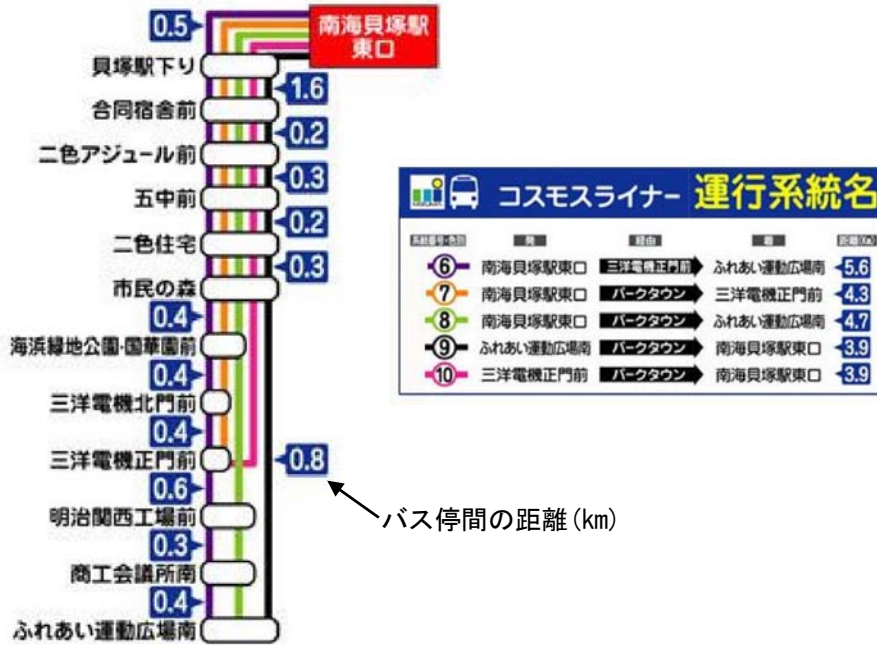 0.5
南海貝塚駅
東口
貝塚駅下り
1.6
合同宿舎前
0.2
二色アジュール前
0.3
五中前
0.2
二色住宅
0.3
市民の森
0.4
海浜緑地公園・国華園前
0.4
三洋電機北門前
0.4
三洋電機正門前
0.8
0.6
バス停間の距離(km)
明治関西工場前
0.3
商工会議所南
0.4
ふれあい運動広場南
コスモスライナー 運行系統名
発 経由 着 距離(Km)
⑥ 南海貝塚駅東口 三洋電機正門前 ふれあい運動広場南 5.6
⑦ 南海貝塚駅東口 パークタウン 三洋電機正門前 4.3
⑧ 南海貝塚駅東口 パークタウン ふれあい運動広場南 4.7
⑨ ふれあい運動広場南 パークタウン 南海貝塚駅東口 3.9
⑩ 三洋電機正門前 パークタウン 南海貝塚駅東口 3.9